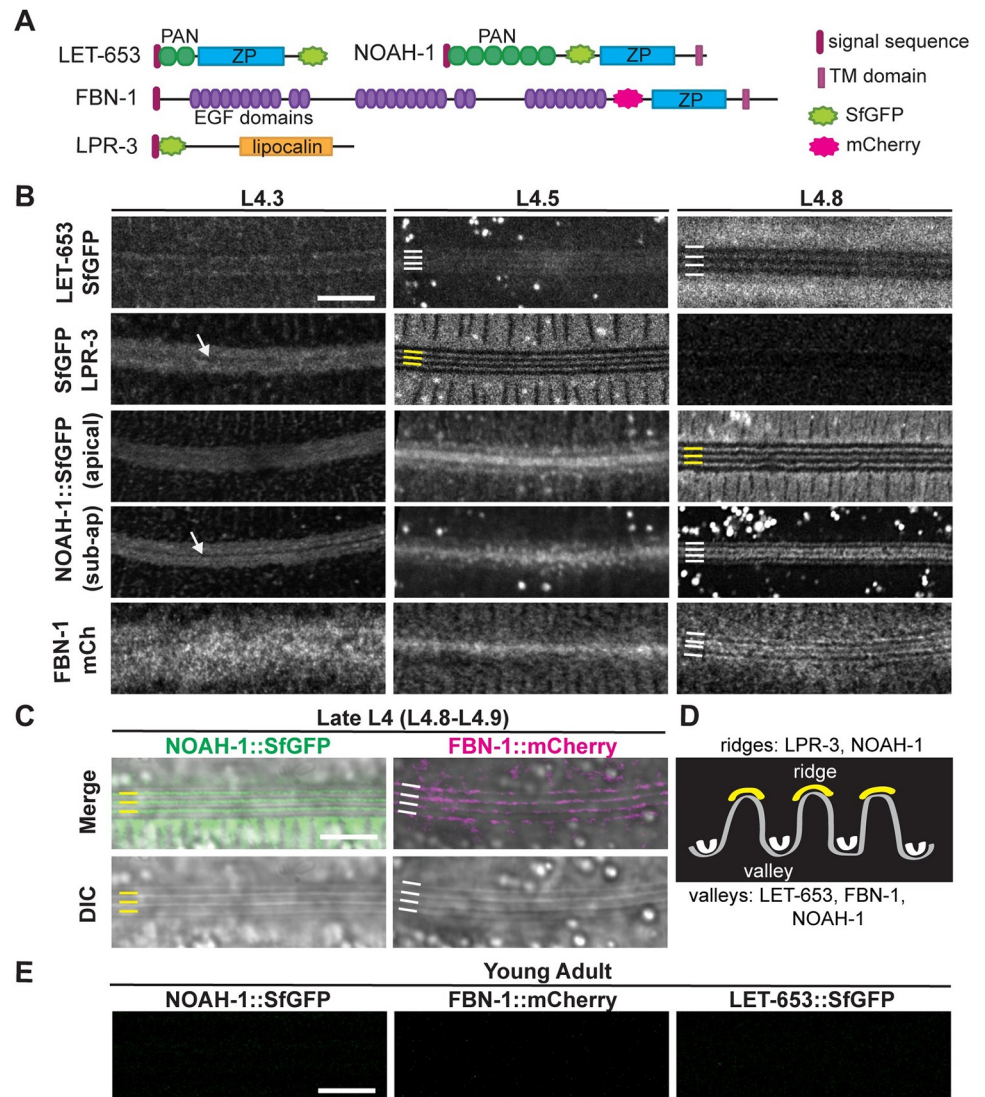 A
PAN
LET-653
ZP
PAN
NOAH-1
ZP
signal sequence
TM domain
FBN-1
ZP
EGF domains
SfGFP
LPR-3
lipocalin
mCherry
B
L4.3
L4.5
L4.8
LET-653
SfGFP
SfGFP
LPR-3
NOAH-1::SfGFP
(apical)
NOAH-1::SfGFP
(sub-ap)
FBN-1
mCh
C
Late L4 (L4.8-L4.9)
NOAH-1::SfGFP
FBN-1::mCherry
Merge
DIC
D
ridges: LPR-3, NOAH-1
ridge
valley
valleys: LET-653, FBN-1,
NOAH-1
E
Young Adult
NOAH-1::SfGFP
FBN-1::mCherry
LET-653::SfGFP